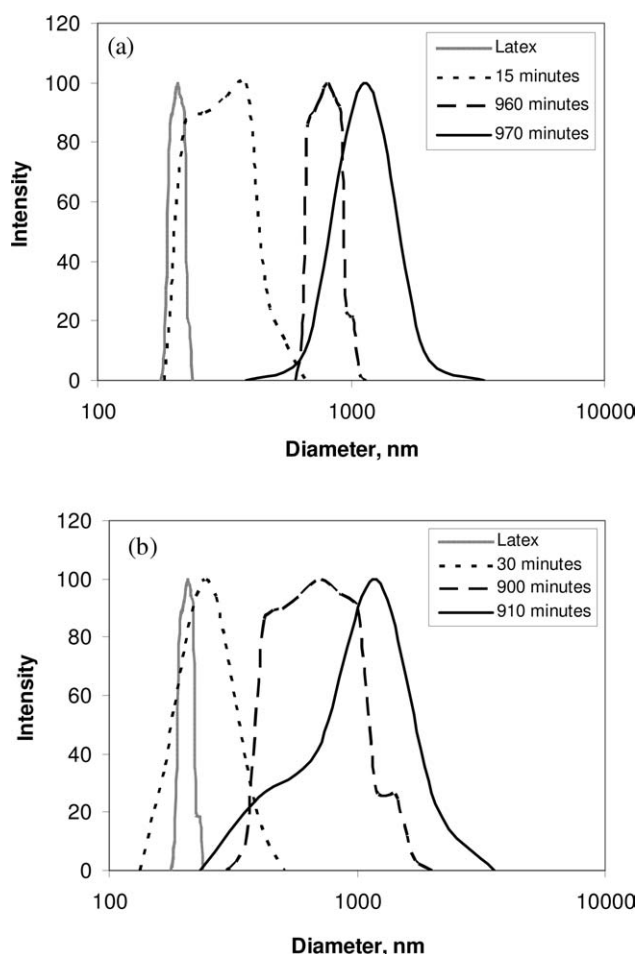 (a)
120
100
80
60
40
20
0
Intensity
Latex
15 minutes
960 minutes
970 minutes
100
1000
10000
Diameter, nm
(b)
120
100
80
60
40
20
0
Intensity
Latex
30 minutes
900 minutes
910 minutes
100
1000
10000
Diameter, nm